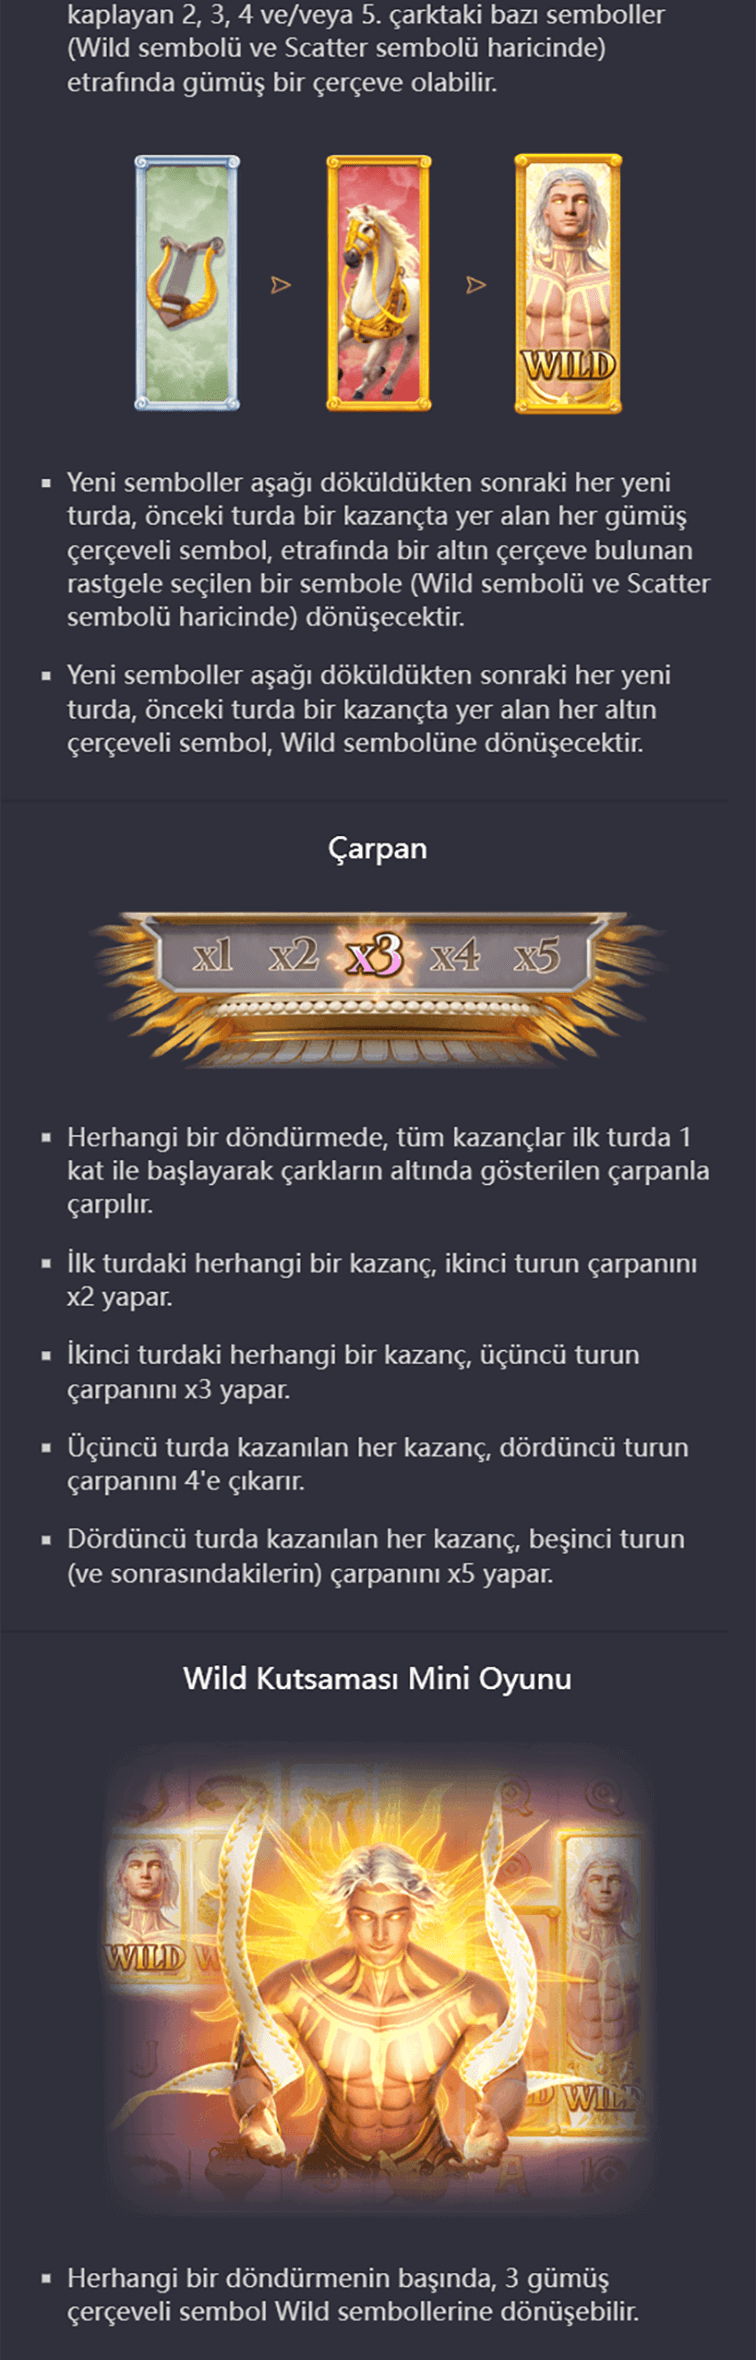 kaplayan 2, 3, 4 ve/veya 5. çarktaki bazı semboller
(Wild sembolü ve Scatter sembolü haricinde)
etrafında gümüş bir çerçeve olabilir.
WILD
▪ Yeni semboller aşağı döküldükten sonraki her yeni
turda, önceki turda bir kazançta yer alan her gümüş
çerçeveli sembol, etrafında bir altın çerçeve bulunan
rastgele seçilen bir sembole (Wild sembolü ve Scatter
sembolü haricinde) dönüşecektir.
▪ Yeni semboller aşağı döküldükten sonraki her yeni
turda, önceki turda bir kazançta yer alan her altın
çerçeveli sembol, Wild sembolüne dönüşecektir.
Çarpan
x1 x2 x3 x4 x5
▪ Herhangi bir döndürmede, tüm kazançlar ilk turda 1
kat ile başlayarak çarkların altında gösterilen çarpanla
çarpılır.
▪ İlk turdaki herhangi bir kazanç, ikinci turun çarpanını
x2 yapar.
▪ İkinci turdaki herhangi bir kazanç, üçüncü turun
çarpanını x3 yapar.
▪ Üçüncü turda kazanılan her kazanç, dördüncü turun
çarpanını 4'e çıkarır.
▪ Dördüncü turda kazanılan her kazanç, beşinci turun
(ve sonrasındakilerin) çarpanını x5 yapar.
Wild Kutsaması Mini Oyunu
Q
WILD W
J
D WILD
A
▪ Herhangi bir döndürmenin başında, 3 gümüş
çerçeveli sembol Wild sembollerine dönüşebilir.